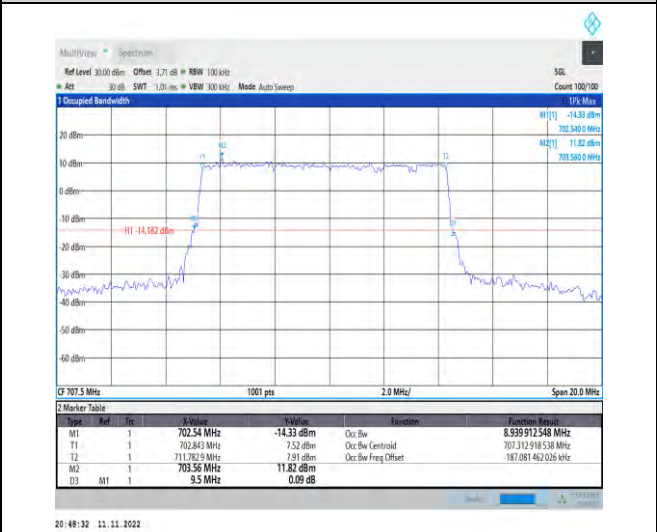 MultiView Spectrum
Ref Level 30.00 dBm Offset 3.71 dB RBW 100 kHz SGL
Att 30 dB SWT 1.01 ms VBW 300 kHz Mode Auto Sweep Count 100/100
1 Occupied Bandwidth 1Pk Max
M1[1] -14.33 dBm
702.540 0 MHz
M2[1] 11.82 dBm
703.560 0 MHz
20 dBm
M2
T1 T2
10 dBm
0 dBm
-10 dBm
M1 D3
H1 -14.182 dBm
-20 dBm
-30 dBm
-40 dBm
-50 dBm
-60 dBm
CF 707.5 MHz 1001 pts 2.0 MHz/ Span 20.0 MHz
2 Marker Table
Type Ref Trc X-Value Y-Value Function Function Result
M1 1 702.54 MHz -14.33 dBm Occ Bw 8.939 912 548 MHz
T1 1 702.843 MHz 7.52 dBm Occ Bw Centroid 707.312 918 538 MHz
T2 1 711.782 9 MHz 7.91 dBm Occ Bw Freq Offset -187.081 462 026 kHz
M2 1 703.56 MHz 11.82 dBm
D3 M1 1 9.5 MHz 0.09 dB
20:48:32 11.11.2022